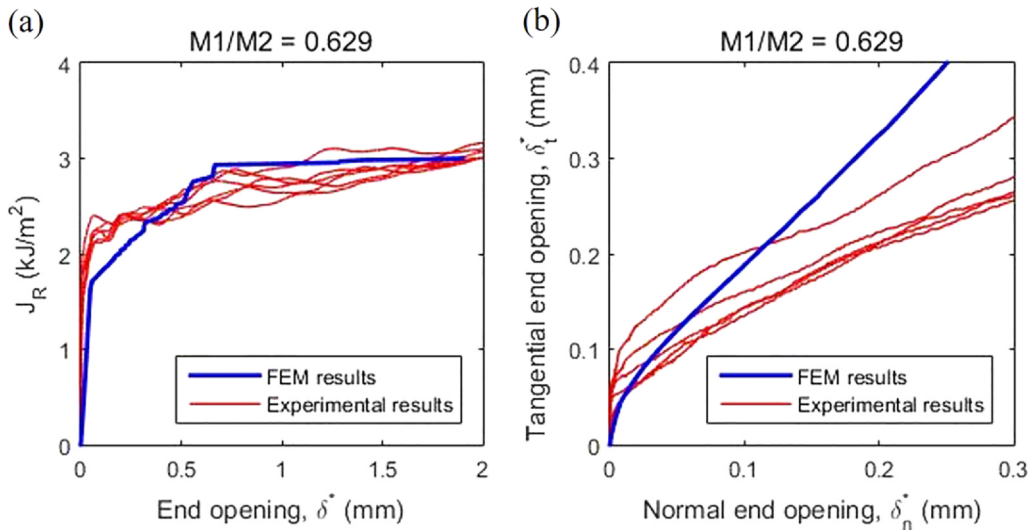 (a)
M1/M2 = 0.629
4
3
2
1
0
J_R (kJ/m²)
FEM results
Experimental results
0 0.5 1 1.5 2
End opening, δ* (mm)
(b)
M1/M2 = 0.629
0.4
0.3
0.2
0.1
0
Tangential end opening, δ_t* (mm)
FEM results
Experimental results
0 0.1 0.2 0.3
Normal end opening, δ_n* (mm)